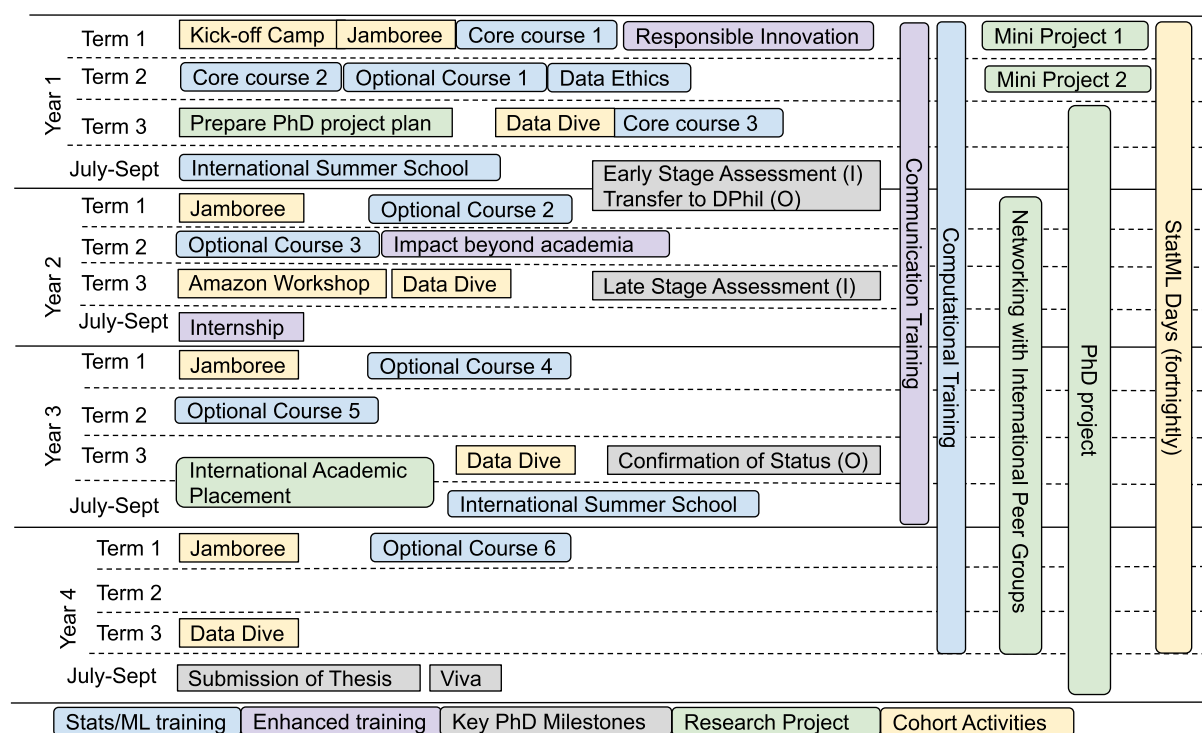 Year 1
Term 1
Kick-off Camp
Jamboree
Core course 1
Responsible Innovation
Mini Project 1
Term 2
Core course 2
Optional Course 1
Data Ethics
Mini Project 2
Term 3
Prepare PhD project plan
Data Dive
Core course 3
July-Sept
International Summer School
Early Stage Assessment (I)
Transfer to DPhil (O)
Year 2
Term 1
Jamboree
Optional Course 2
Term 2
Optional Course 3
Impact beyond academia
Term 3
Amazon Workshop
Data Dive
Late Stage Assessment (I)
July-Sept
Internship
Year 3
Term 1
Jamboree
Optional Course 4
Term 2
Optional Course 5
Term 3
International Academic
Placement
Data Dive
Confirmation of Status (O)
July-Sept
International Summer School
Year 4
Term 1
Jamboree
Optional Course 6
Term 2
Term 3
Data Dive
July-Sept
Submission of Thesis
Viva
Communication Training
Computational Training
Networking with International Peer Groups
PhD project
StatML Days (fortnightly)
Stats/ML training
Enhanced training
Key PhD Milestones
Research Project
Cohort Activities